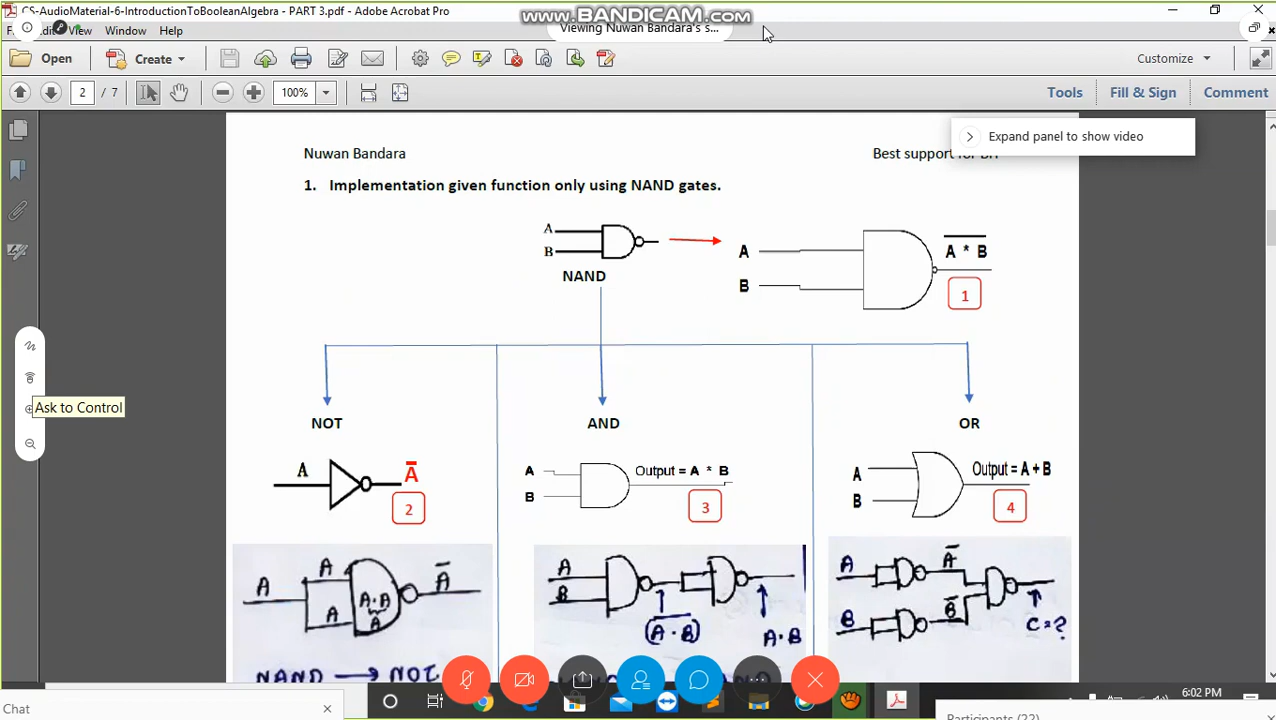 CS-AudioMaterial-6-IntroductionToBooleanAlgebra - PART 3.pdf - Adobe Acrobat Pro
www.BANDICAM.com
View Window Help
Viewing Nuwan Bandara's s...
Open Create Customize
2 / 7 100% Tools Fill & Sign Comment
Expand panel to show video
Nuwan Bandara Best support for
1. Implementation given function only using NAND gates.
A
B
NAND
A
B
A * B
1
Ask to Control
NOT AND OR
A Ā
2
A
B
Output = A * B
3
A
B
Output = A + B
4
A A A A·A A Ā
NAND → NOT
A B (A·B) A·B
A Ā B B̄ C = ?
6:02 PM
Chat
Participants (22)